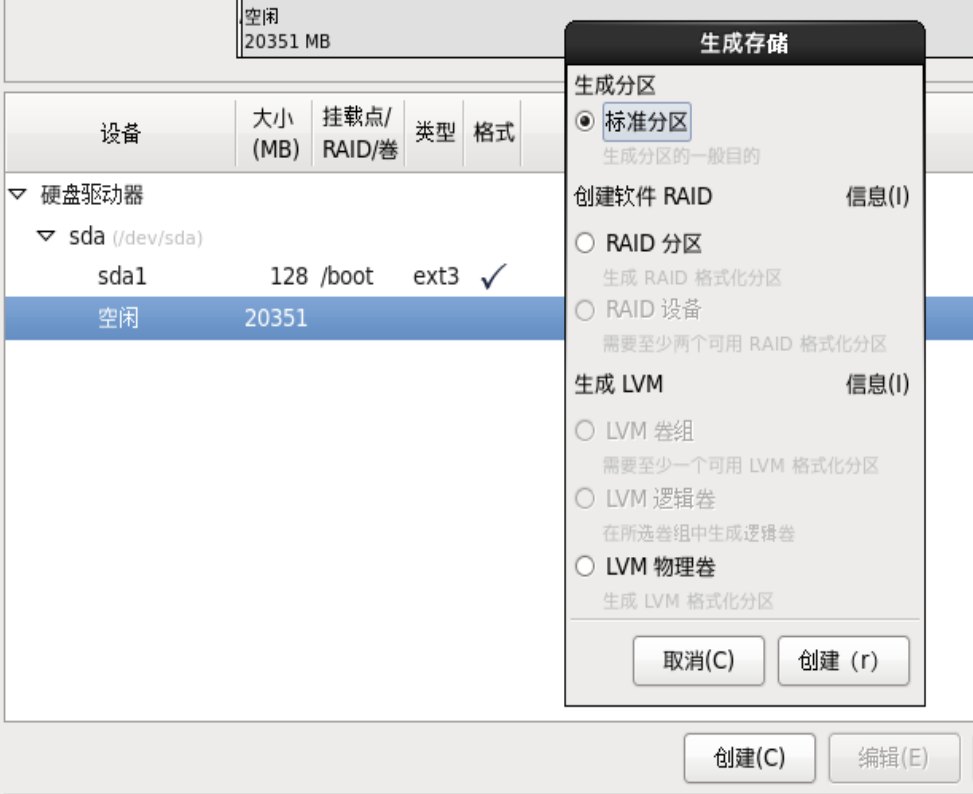 空闲
20351 MB
设备
大小
(MB)
挂载点/
RAID/卷
类型
格式
硬盘驱动器
sda (/dev/sda)
sda1 128 /boot ext3
空闲 20351
生成存储
生成分区
标准分区
生成分区的一般目的
创建软件 RAID 信息(I)
RAID 分区
生成 RAID 格式化分区
RAID 设备
需要至少两个可用 RAID 格式化分区
生成 LVM 信息(I)
LVM 卷组
需要至少一个可用 LVM 格式化分区
LVM 逻辑卷
在所选卷组中生成逻辑卷
LVM 物理卷
生成 LVM 格式化分区
取消(C) 创建（r）
创建(C) 编辑(E)